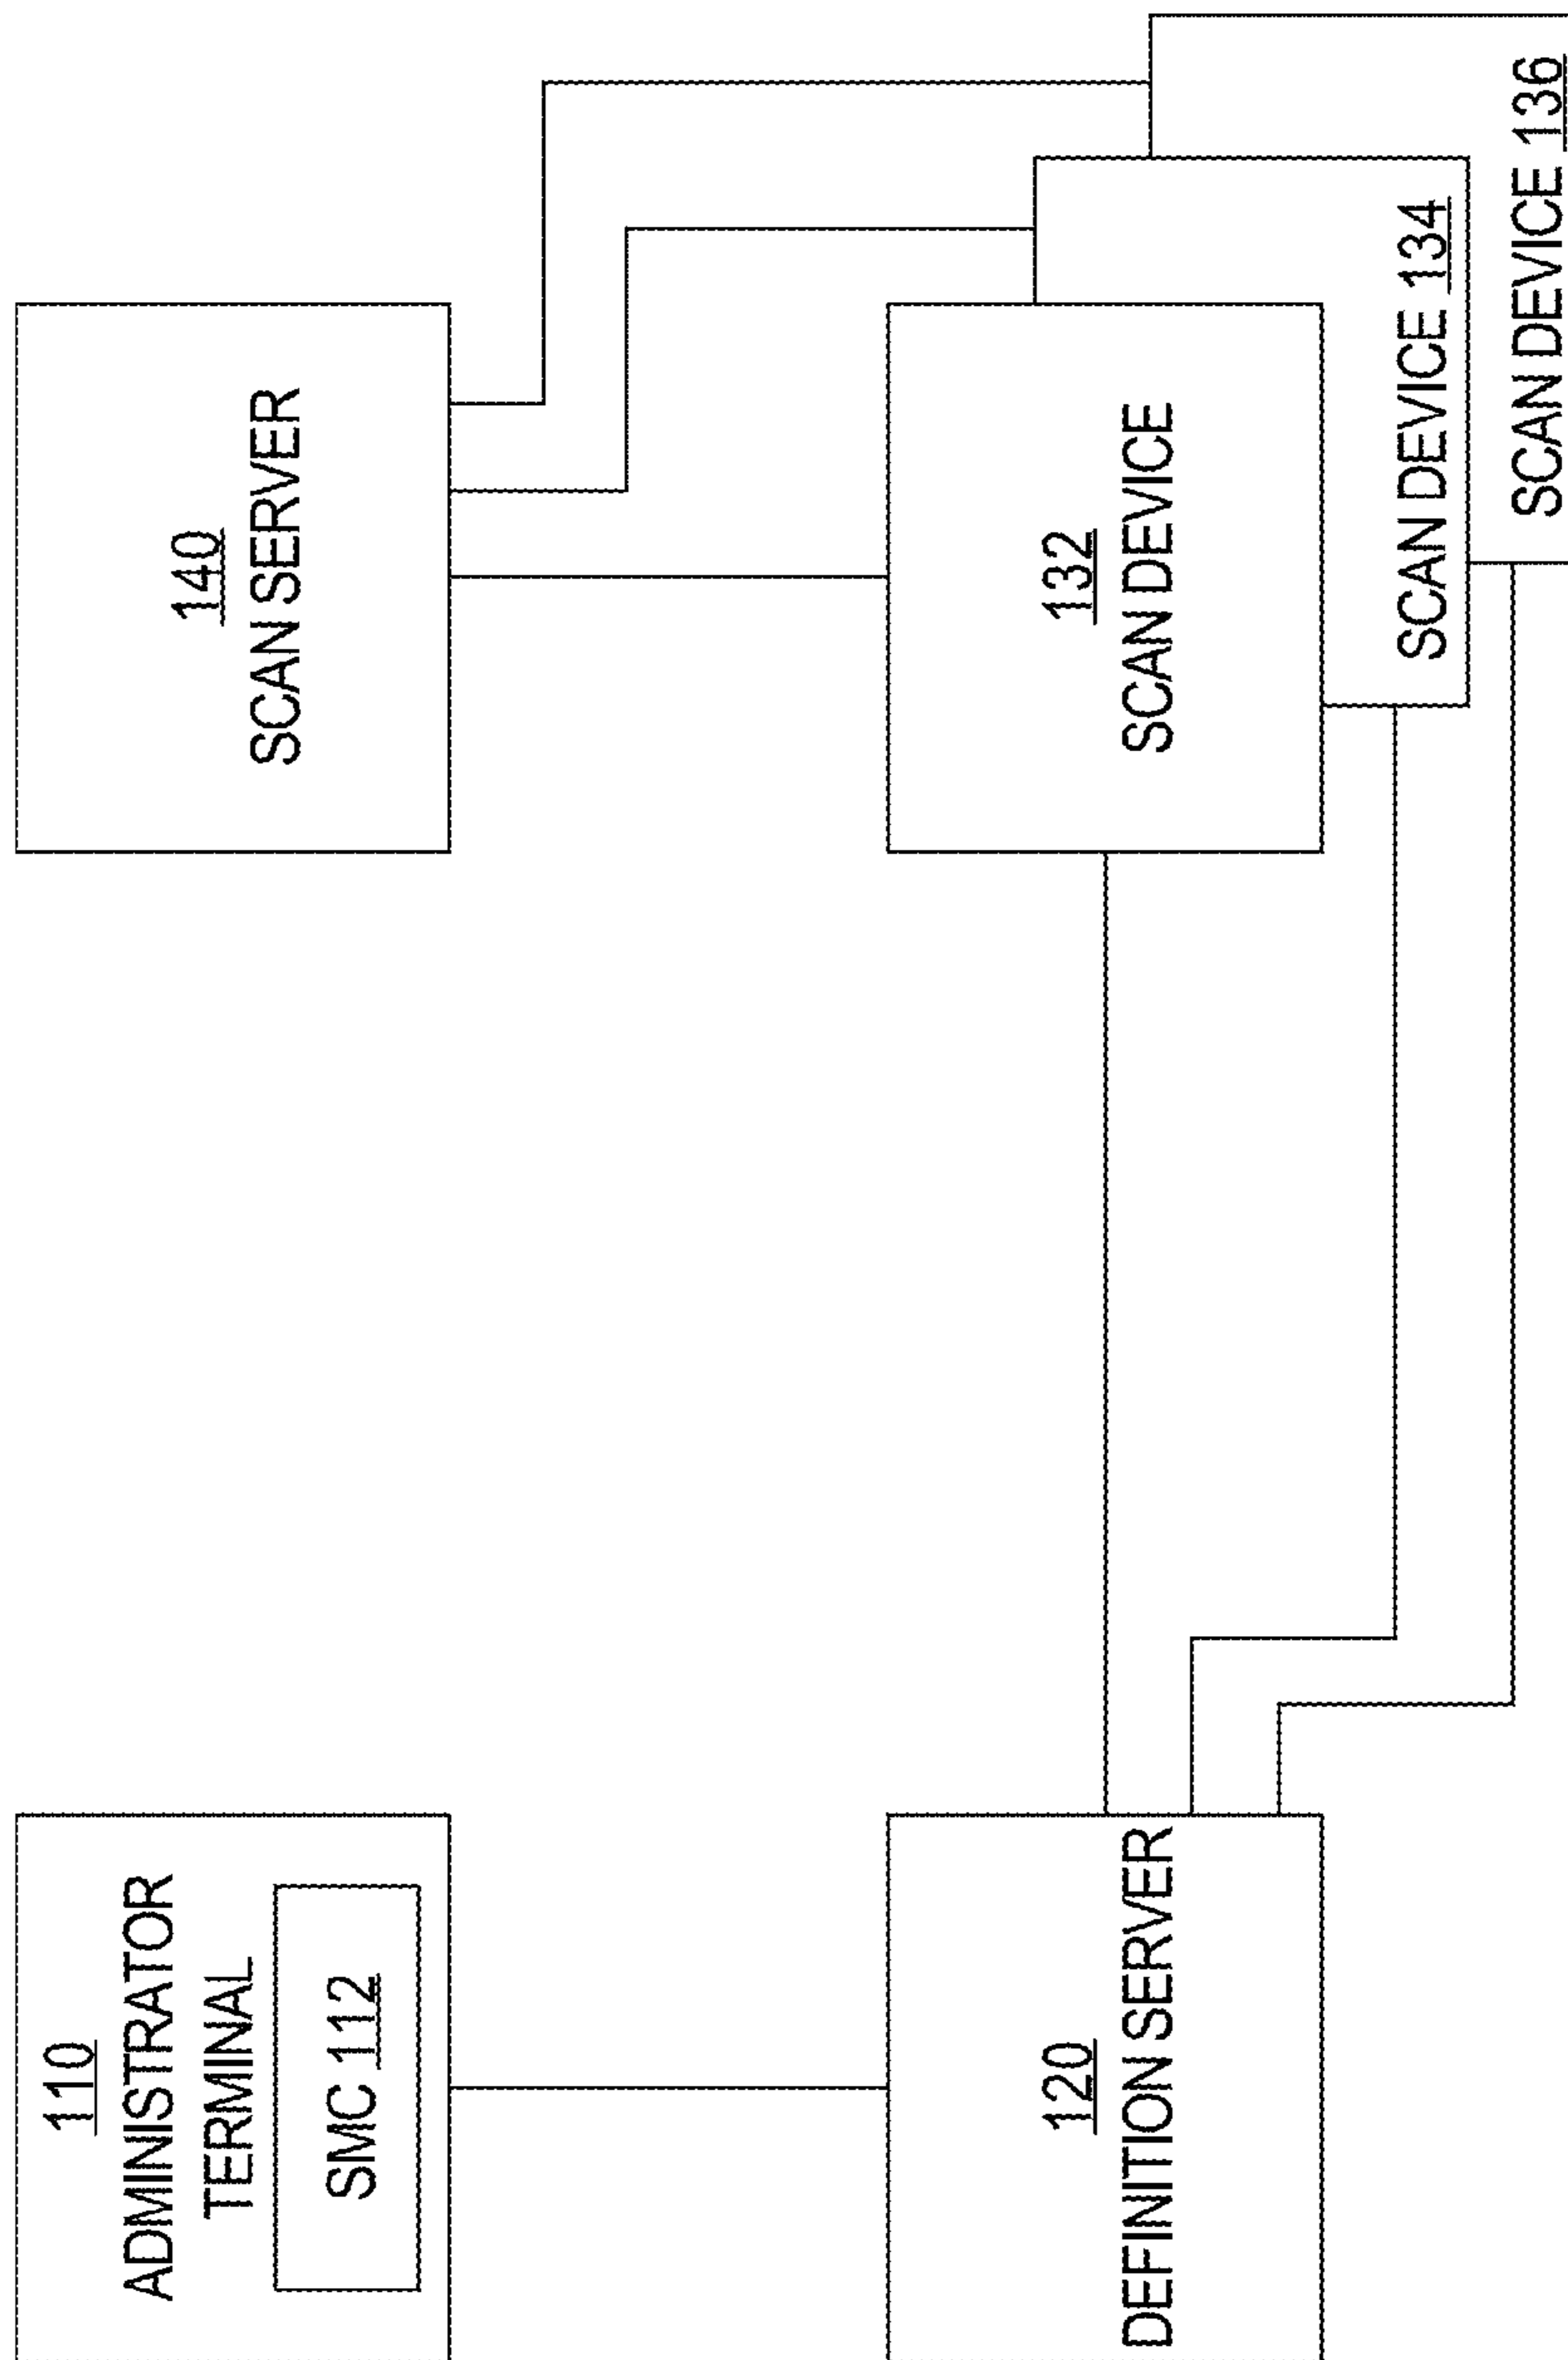 110
ADMINISTRATOR
TERMINAL
SMC 112
140
SCAN SERVER
120
DEFINITION SERVER
132
SCAN DEVICE
SCAN DEVICE 134
SCAN DEVICE 136